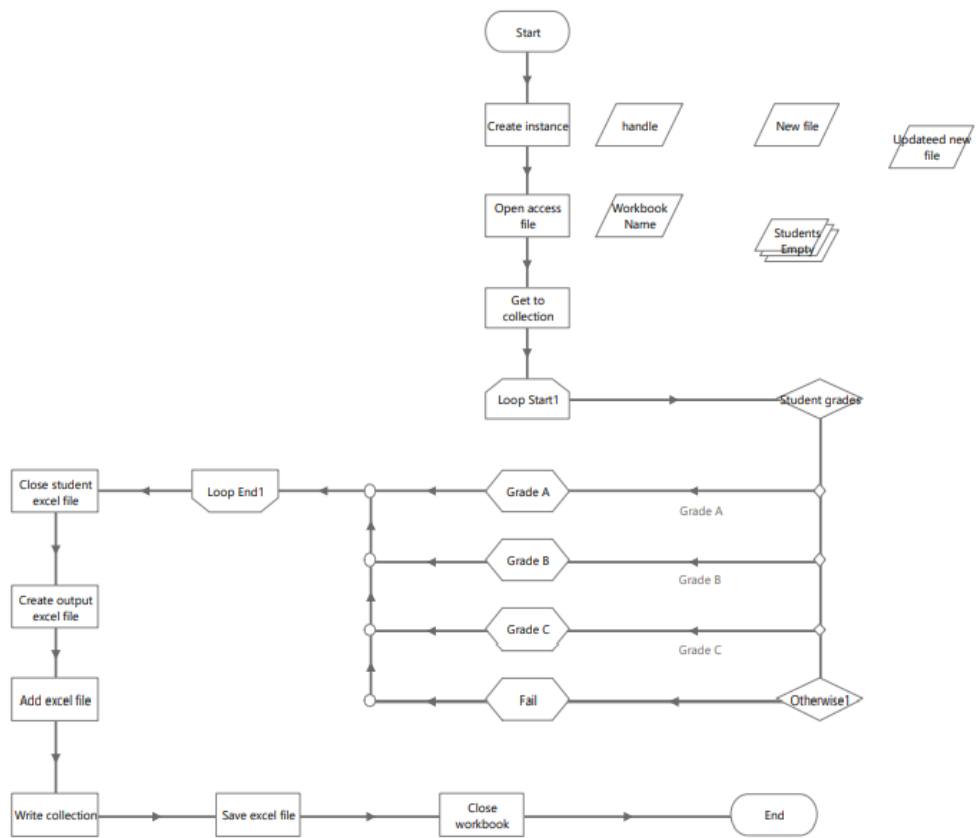 Start
Create instance
handle
New file
Updateed new
file
Open access
file
Workbook
Name
Students
Empty
Get to
collection
Loop Start1
Student grades
Close student
excel file
Loop End1
Grade A
Grade A
Grade B
Grade B
Create output
excel file
Grade C
Grade C
Add excel file
Fail
Otherwise1
Write collection
Save excel file
Close
workbook
End